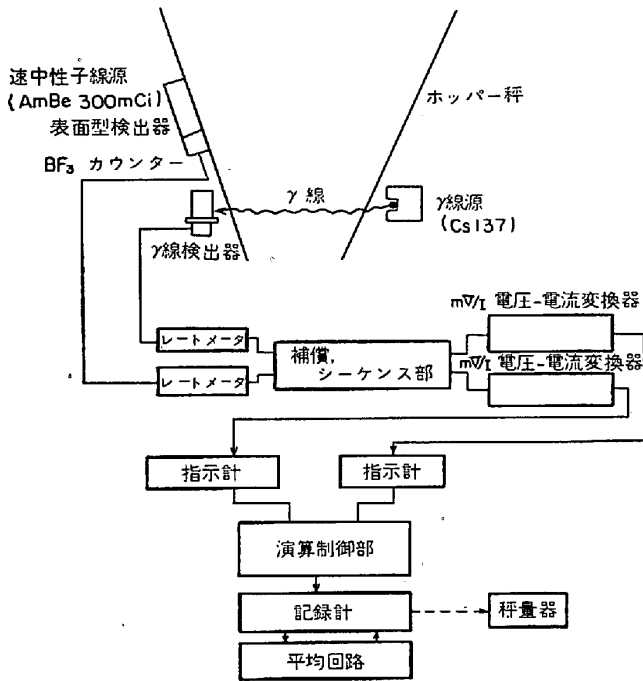 速中性子線源
(AmBe 300mCi)
表面型検出器
BF₃ カウンター
ホッパー秤
γ線
γ線源
(Cs137)
γ線検出器
mV/I 電圧-電流変換器
レートメータ
補償,
シーケンス部
mV/I 電圧-電流変換器
レートメータ
指示計
指示計
演算制御部
記録計
秤量器
平均回路